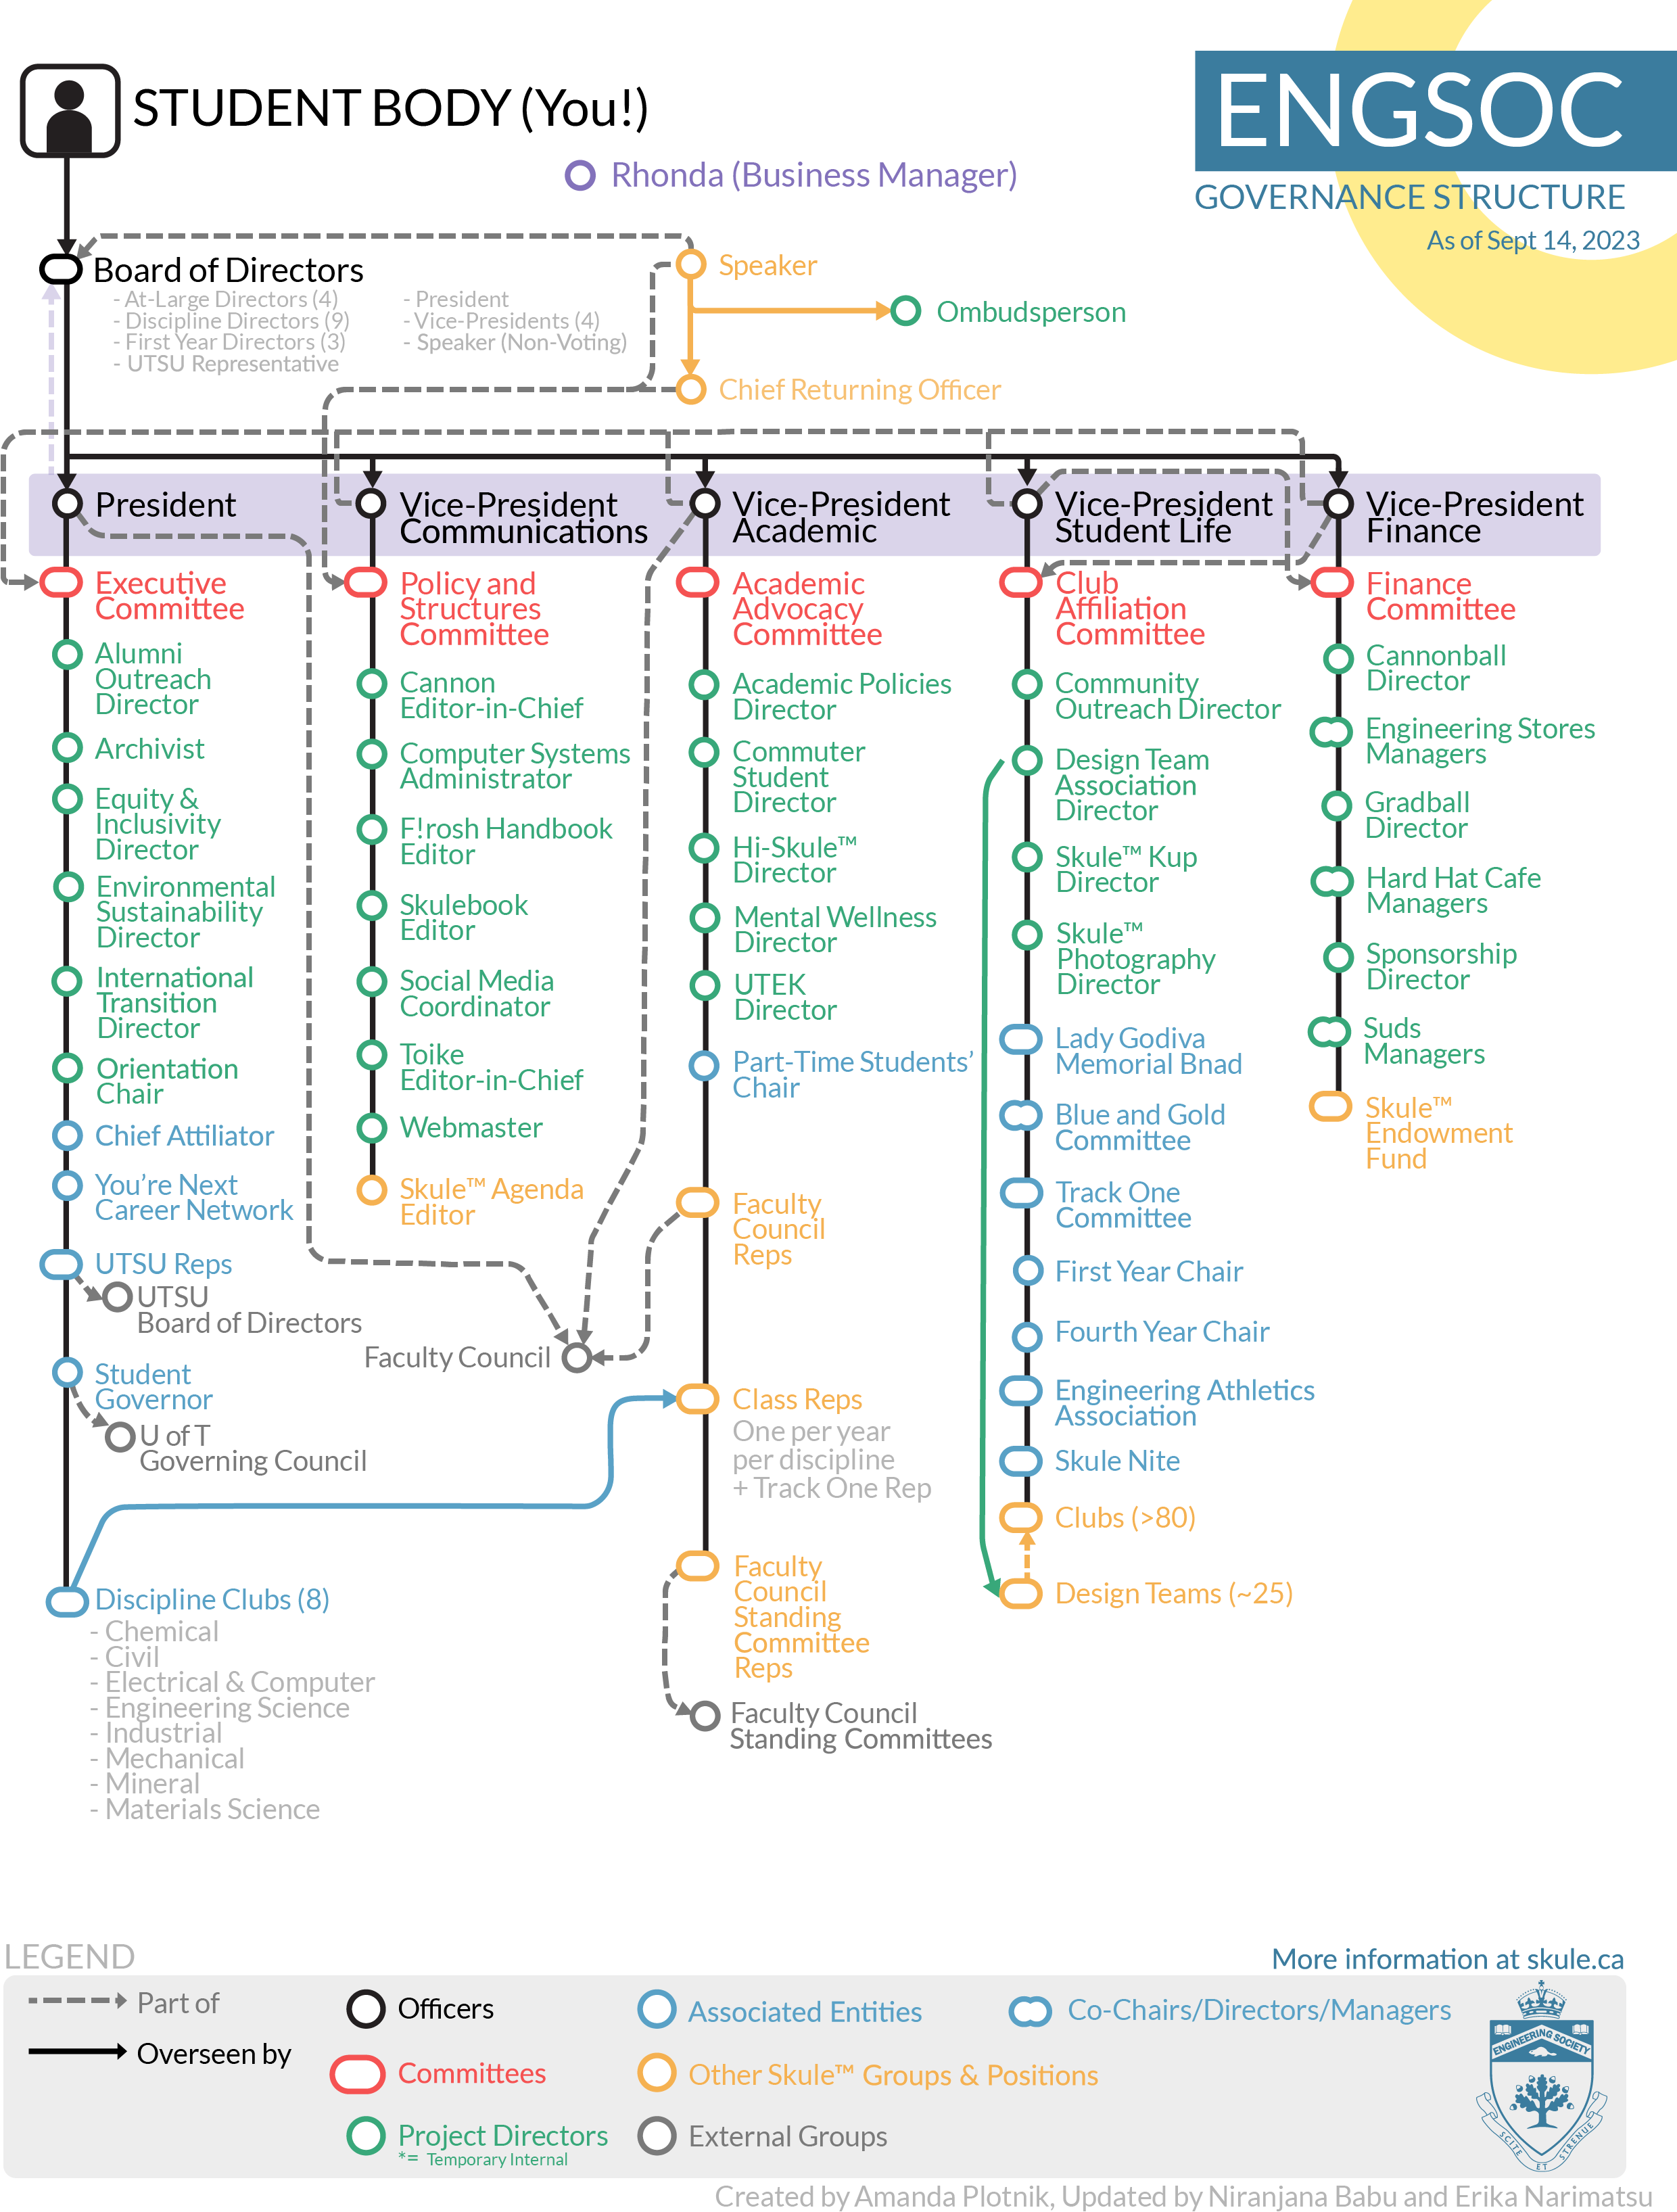 STUDENT BODY (You!)
ENGSOC
GOVERNANCE STRUCTURE
As of Sept 14, 2023
Rhonda (Business Manager)
Board of Directors
- At-Large Directors (4)
- Discipline Directors (9)
- First Year Directors (3)
- UTSU Representative
- President
- Vice-Presidents (4)
- Speaker (Non-Voting)
Speaker
Ombudsperson
Chief Returning Officer
President
Executive
Committee
Alumni
Outreach
Director
Archivist
Equity &
Inclusivity
Director
Environmental
Sustainability
Director
International
Transition
Director
Orientation
Chair
Chief Attiliator
You're Next
Career Network
UTSU Reps
UTSU
Board of Directors
Student
Governor
U of T
Governing Council
Discipline Clubs (8)
- Chemical
- Civil
- Electrical & Computer
- Engineering Science
- Industrial
- Mechanical
- Mineral
- Materials Science
Vice-President
Communications
Policy and
Structures
Committee
Cannon
Editor-in-Chief
Computer Systems
Administrator
F!rosh Handbook
Editor
Skulebook
Editor
Social Media
Coordinator
Toike
Editor-in-Chief
Webmaster
Skule™ Agenda
Editor
Faculty Council
Vice-President
Academic
Academic
Advocacy
Committee
Academic Policies
Director
Commuter
Student
Director
Hi-Skule™
Director
Mental Wellness
Director
UTEK
Director
Part-Time Students'
Chair
Faculty
Council
Reps
Class Reps
One per year
per discipline
+ Track One Rep
Faculty
Council
Standing
Committee
Reps
Faculty Council
Standing Committees
Vice-President
Student Life
Club
Affiliation
Committee
Community
Outreach Director
Design Team
Association
Director
Skule™ Kup
Director
Skule™
Photography
Director
Lady Godiva
Memorial Bnad
Blue and Gold
Committee
Track One
Committee
First Year Chair
Fourth Year Chair
Engineering Athletics
Association
Skule Nite
Clubs (>80)
Design Teams (~25)
Vice-President
Finance
Finance
Committee
Cannonball
Director
Engineering Stores
Managers
Gradball
Director
Hard Hat Cafe
Managers
Sponsorship
Director
Suds
Managers
Skule™
Endowment
Fund
LEGEND
More information at skule.ca
Part of
Overseen by
Officers
Committees
Project Directors
*= Temporary Internal
Associated Entities
Other Skule™ Groups & Positions
External Groups
Co-Chairs/Directors/Managers
ENGINEERING SOCIETY
SCITE ET STRENUE
Created by Amanda Plotnik, Updated by Niranjana Babu and Erika Narimatsu